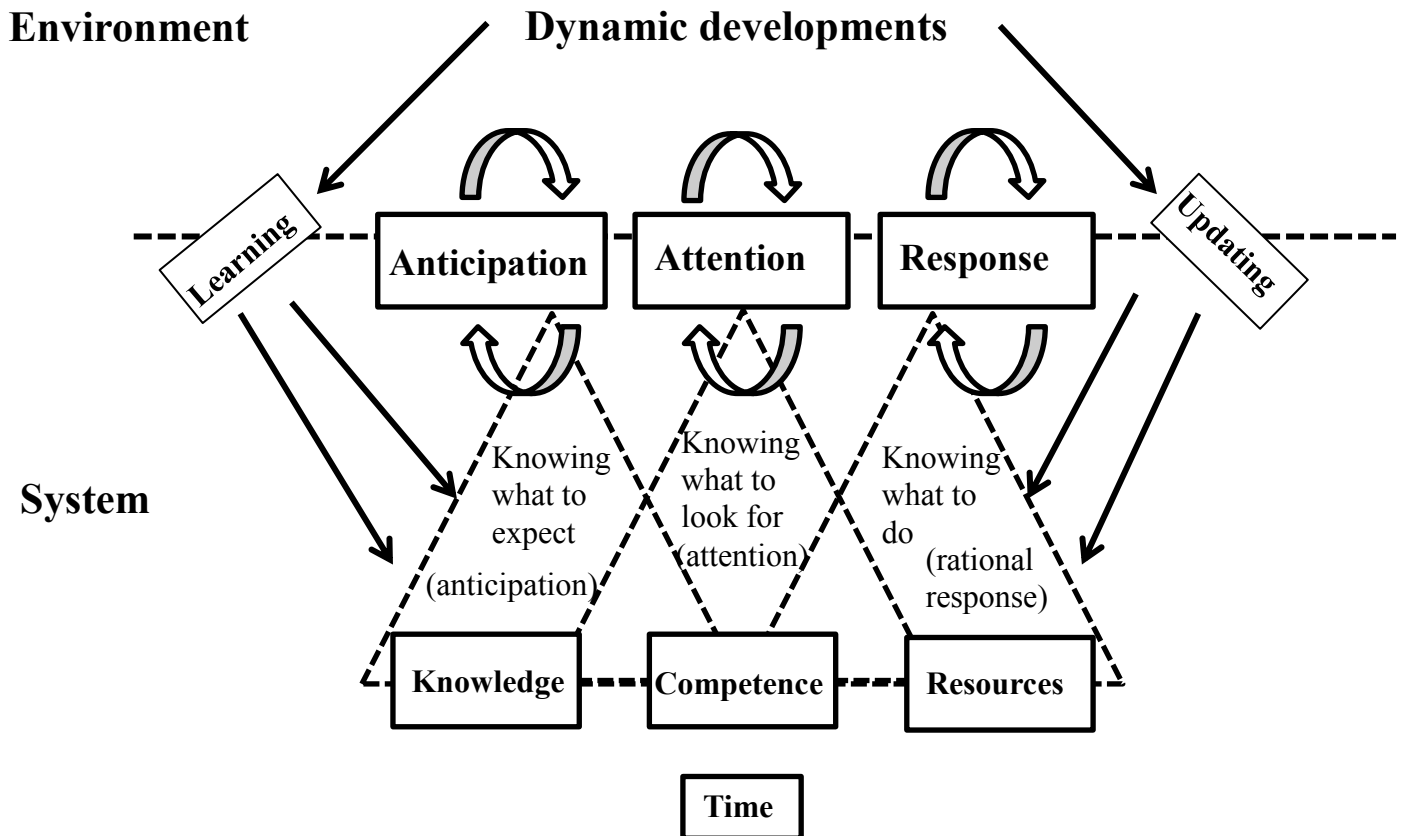 Environment
Dynamic developments
Learning
Anticipation
Attention
Response
Updating
System
Knowing
what to
expect
(anticipation)
Knowing
what to
look for
(attention)
Knowing
what to
do
(rational
response)
Knowledge
Competence
Resources
Time